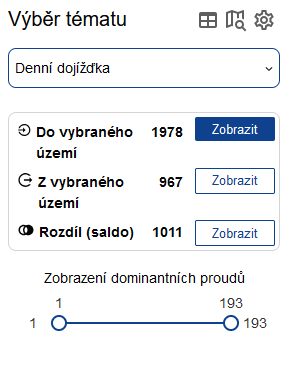 Výběr tématu
Denní dojížďka
Do vybraného 1978 Zobrazit
území
Z vybraného 967 Zobrazit
území
Rozdíl (saldo) 1011 Zobrazit
Zobrazení dominantních proudů
1 193
1 193